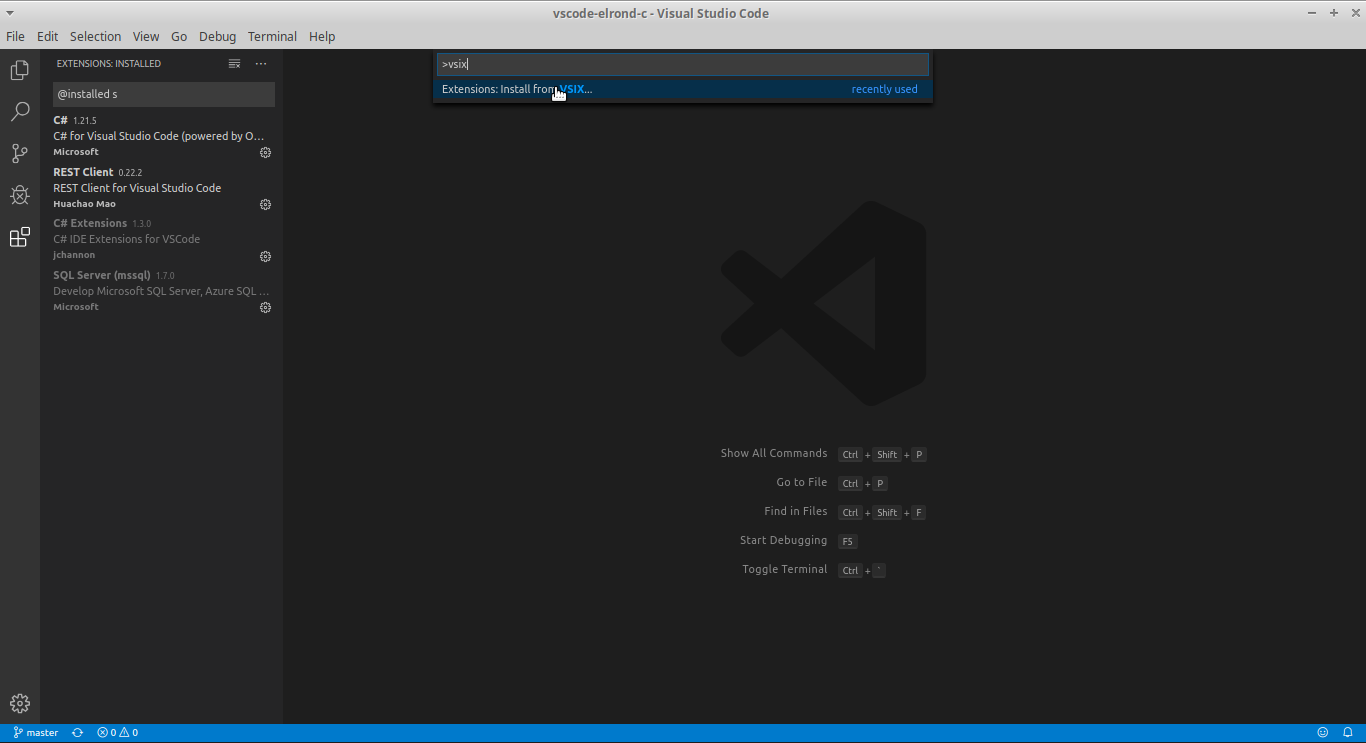 vscode-elrond-c - Visual Studio Code
File Edit Selection View Go Debug Terminal Help
EXTENSIONS: INSTALLED
@installed s
C# 1.21.5
C# for Visual Studio Code (powered by O...
Microsoft
REST Client 0.22.2
REST Client for Visual Studio Code
Huachao Mao
C# Extensions 1.3.0
C# IDE Extensions for VSCode
jchannon
SQL Server (mssql) 1.7.0
Develop Microsoft SQL Server, Azure SQL ...
Microsoft
>vsix
Extensions: Install from VSIX... recently used
Show All Commands Ctrl + Shift + P
Go to File Ctrl + P
Find in Files Ctrl + Shift + F
Start Debugging F5
Toggle Terminal Ctrl + `
master 0 0